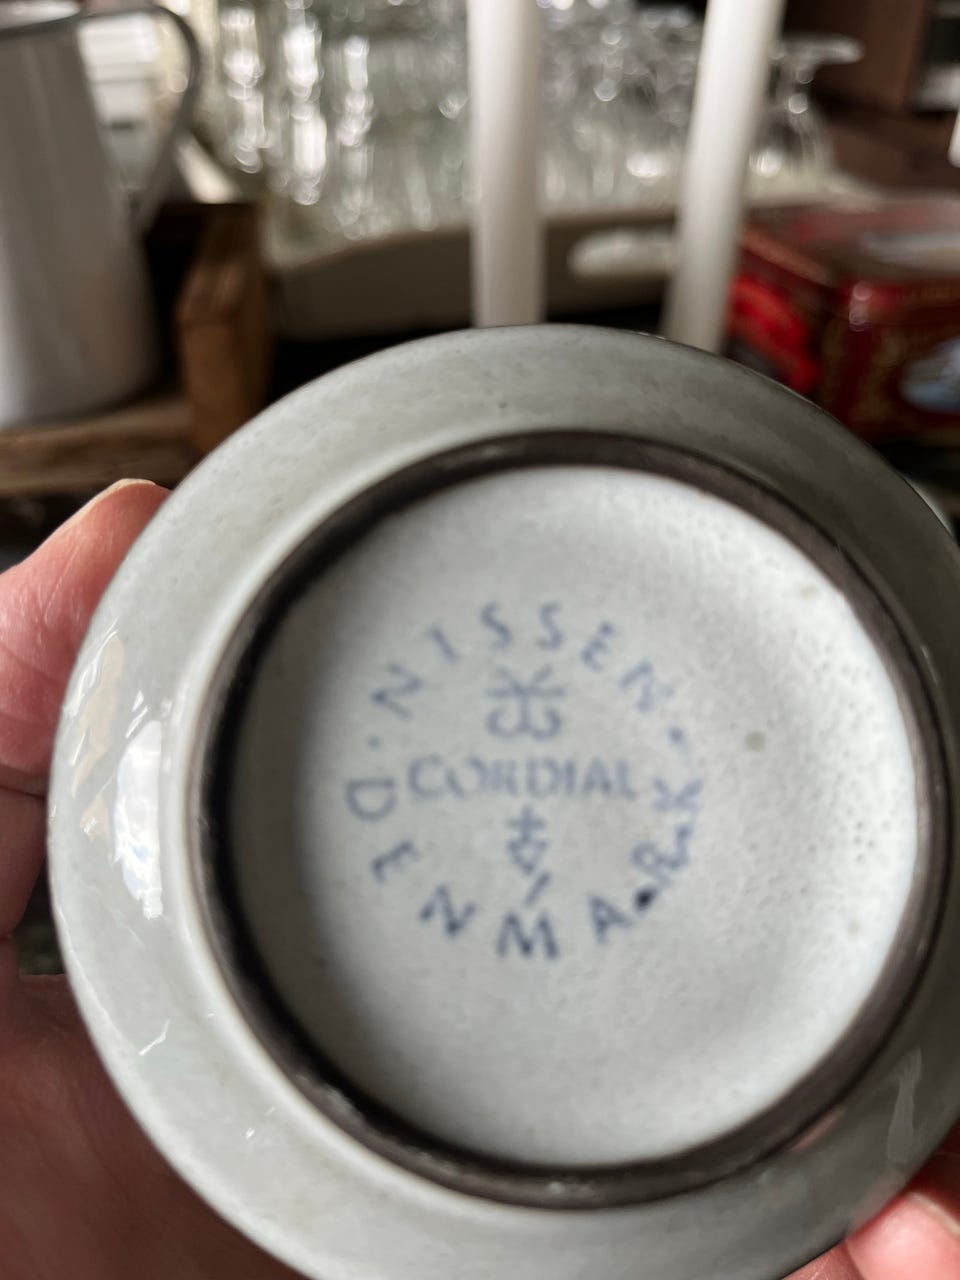 · NISSEN ·
CORDIAL
DENMARK